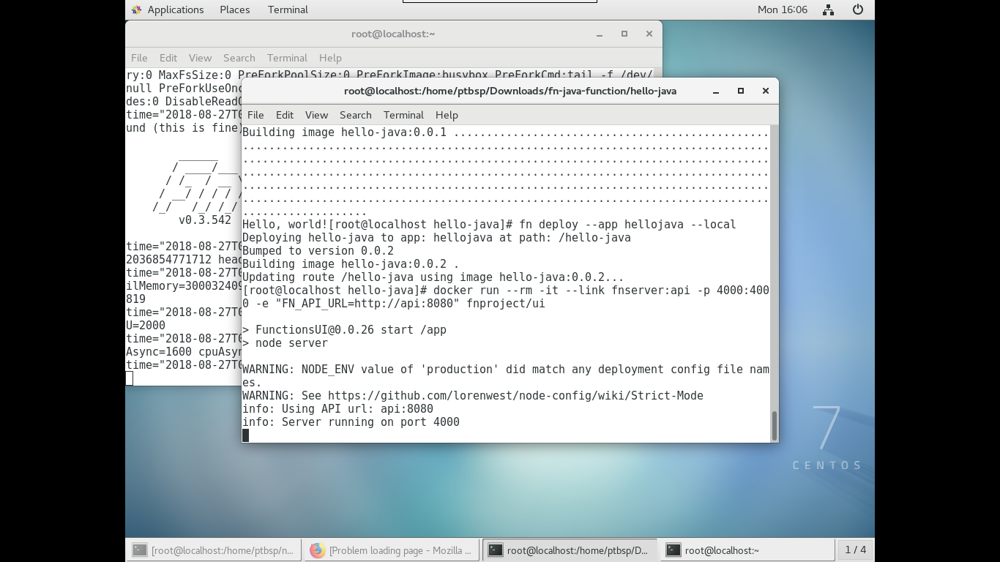 Applications Places Terminal Mon 16:06
root@localhost:~
File Edit View Search Terminal Help
ry:0 MaxFsSize:0 PreForkPoolSize:0 PreForkImage:busybox PreForkCmd:tail -f /dev/
null PreForkUseOnc
des:0 DisableReadO
time="2018-08-27T0
und (this is fine)
v0.3.542
time="2018-08-27T0
2036854771712 head
time="2018-08-27T0
ilMemory=300032409
819
time="2018-08-27T0
U=2000
time="2018-08-27T0
Async=1600 cpuAsyn
time="2018-08-27T0
root@localhost:/home/ptbsp/Downloads/fn-java-function/hello-java
File Edit View Search Terminal Help
Building image hello-java:0.0.1 ................................................
................................................................................
................................................................................
................................................................................
................................................................................
................................................................................
...................
Hello, world![root@localhost hello-java]# fn deploy --app hellojava --local
Deploying hello-java to app: hellojava at path: /hello-java
Bumped to version 0.0.2
Building image hello-java:0.0.2 .
Updating route /hello-java using image hello-java:0.0.2...
[root@localhost hello-java]# docker run --rm -it --link fnserver:api -p 4000:400
0 -e "FN_API_URL=http://api:8080" fnproject/ui
> FunctionsUI@0.0.26 start /app
> node server
WARNING: NODE_ENV value of 'production' did match any deployment config file nam
es.
WARNING: See https://github.com/lorenwest/node-config/wiki/Strict-Mode
info: Using API url: api:8080
info: Server running on port 4000
7
CENTOS
[root@localhost:/home/ptbsp/n... [Problem loading page - Mozilla ... root@localhost:/home/ptbsp/D... root@localhost:~ 1 / 4